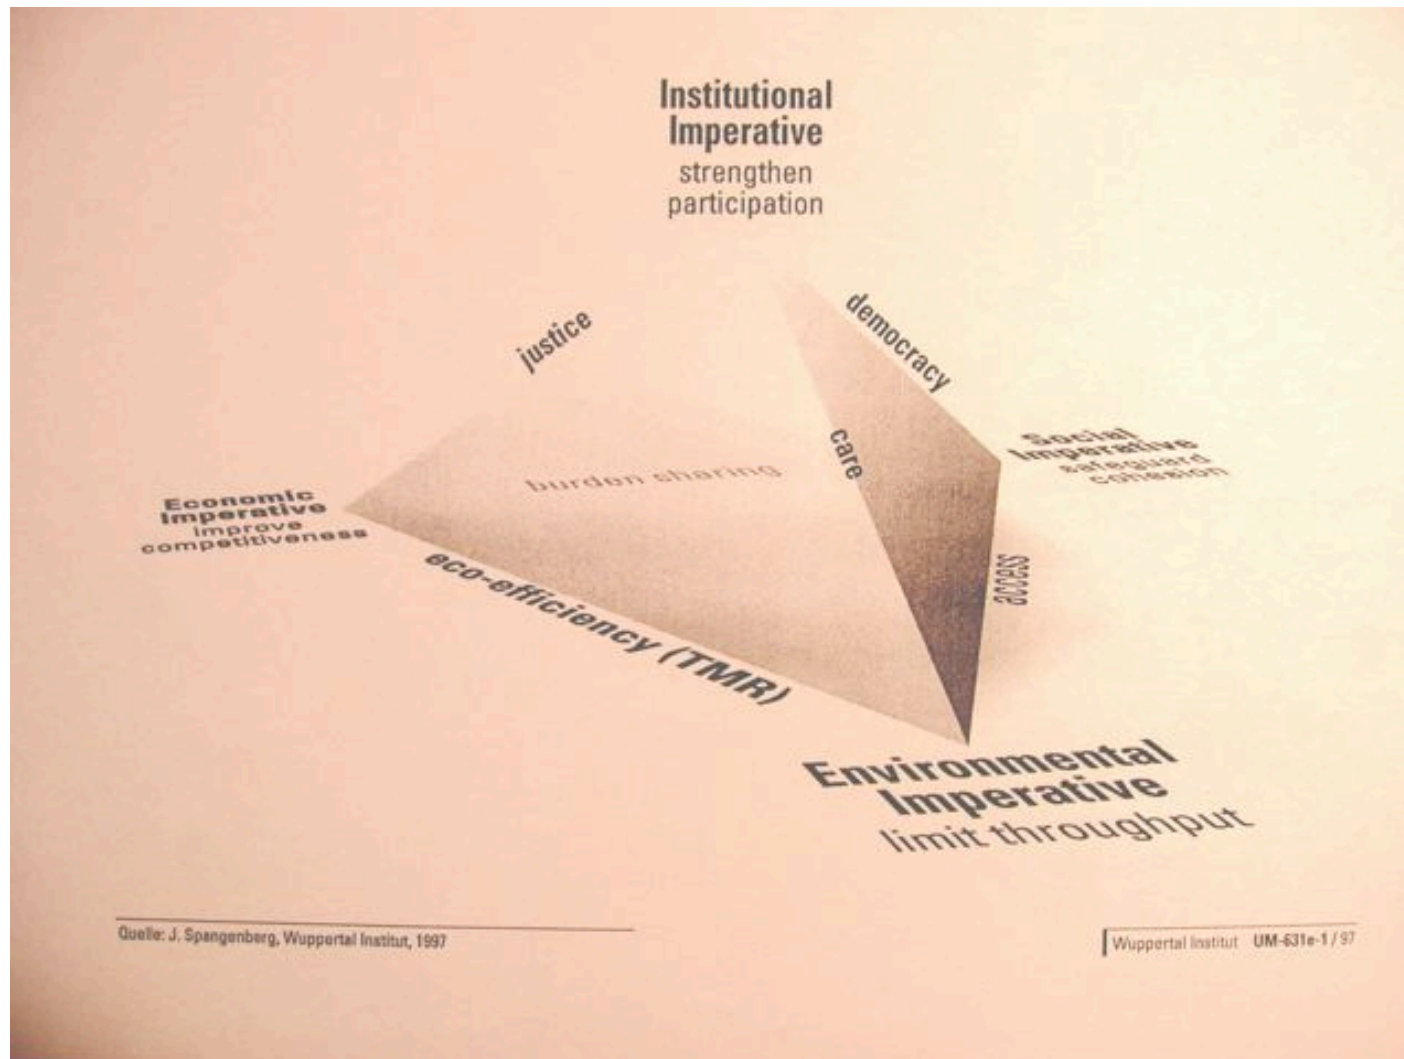 Institutional
Imperative
strengthen
participation
justice
democracy
care
burden sharing
Social
Imperative
safeguard
cohesion
Economic
Imperative
improve
competitiveness
eco-efficiency (TMR)
access
Environmental
Imperative
limit throughput
Quelle: J. Spangenberg, Wuppertal Institut, 1997
Wuppertal Institut UM-631e-1 / 97